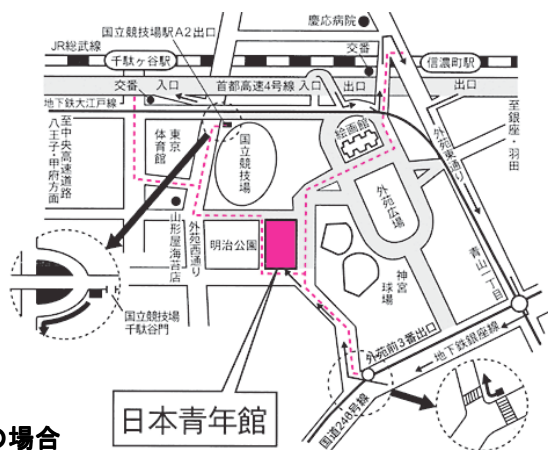 国立競技場駅A2出口
慶応病院
JR総武線
千駄ヶ谷駅
交番
信濃町駅
交番
入口
首都高速4号線
入口
出口
出口
地下鉄大江戸線
至中央高速道路
八王子・甲府方面
東京
体育館
国立競技場
絵画館
外苑東通り
至銀座・羽田
外苑広場
山形屋海苔店
外苑西通り
明治公園
神宮
球場
青山一丁目
国立競技場
千駄谷門
外苑前3番出口
地下鉄銀座線
日本青年館
国道246号線
の場合